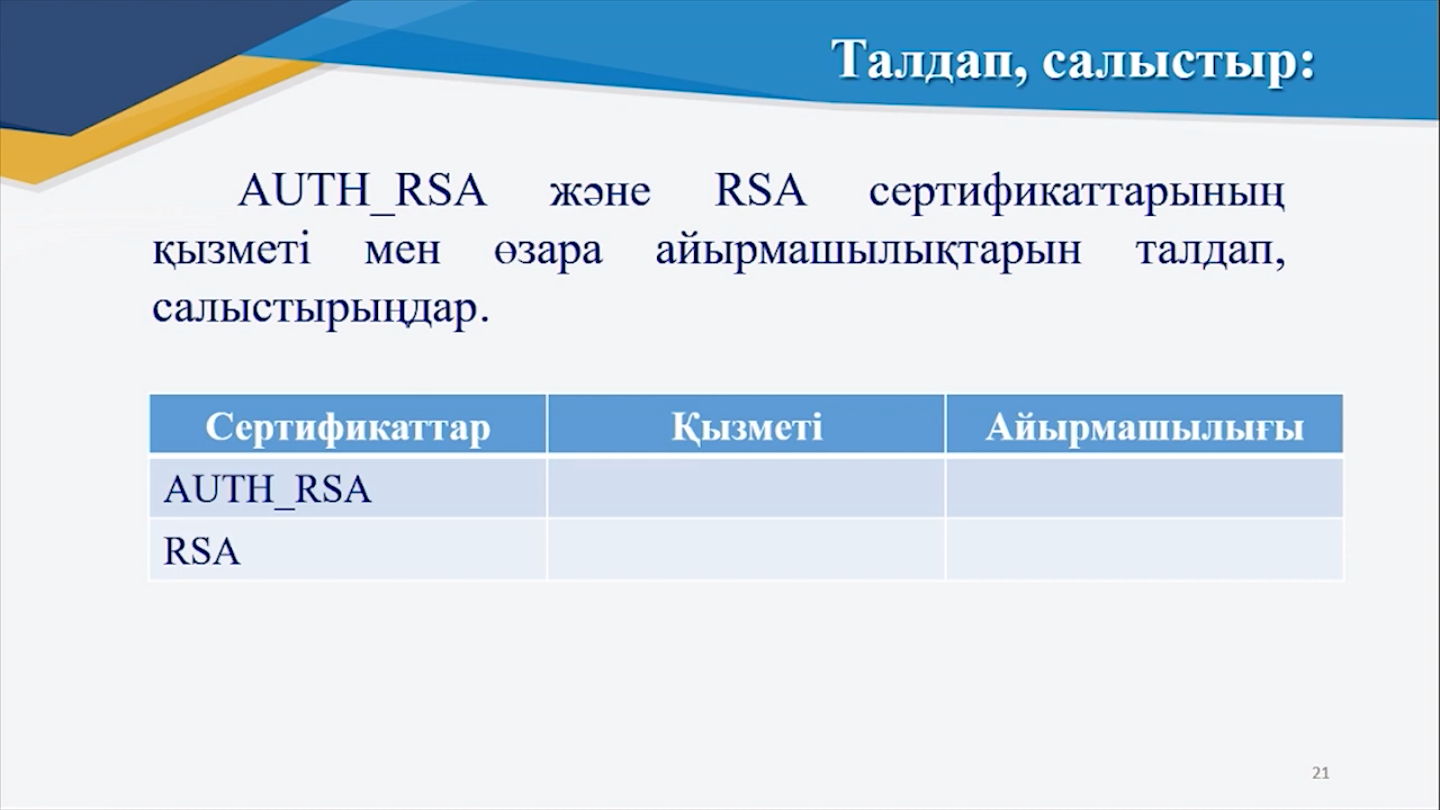 Талдап, салыстыр:
AUTH_RSA және RSA сертификаттарының
қызметі мен өзара айырмашылықтарын талдап,
салыстырыңдар.
Сертификаттар Қызметі Айырмашылығы
AUTH_RSA
RSA
21